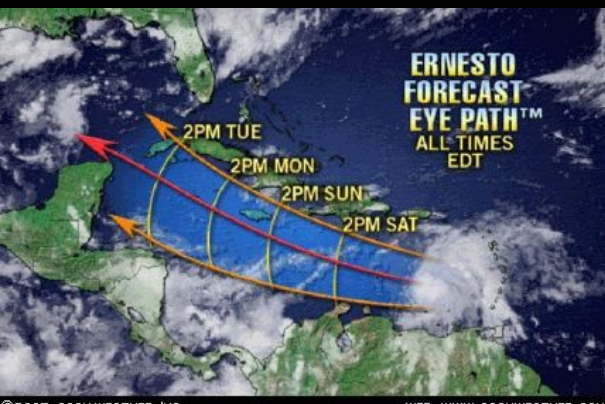 ERNESTO
FORECAST
EYE PATH™
ALL TIMES
EDT
2PM TUE
2PM MON
2PM SUN
2PM SAT